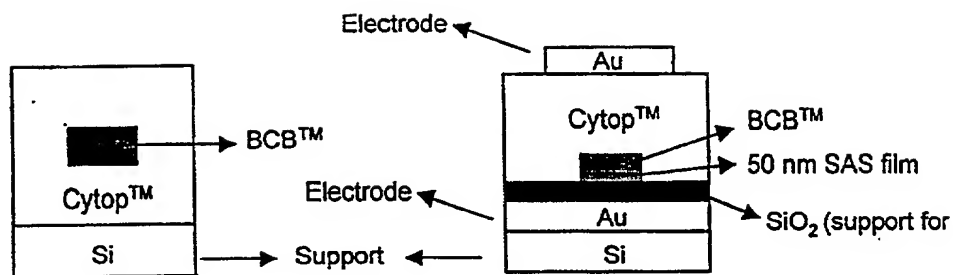 Electrode
Au
Cytop™
BCB™
BCB™
50 nm SAS film
Cytop™
Electrode
SiO₂ (support for
Au
Si
Support
Si